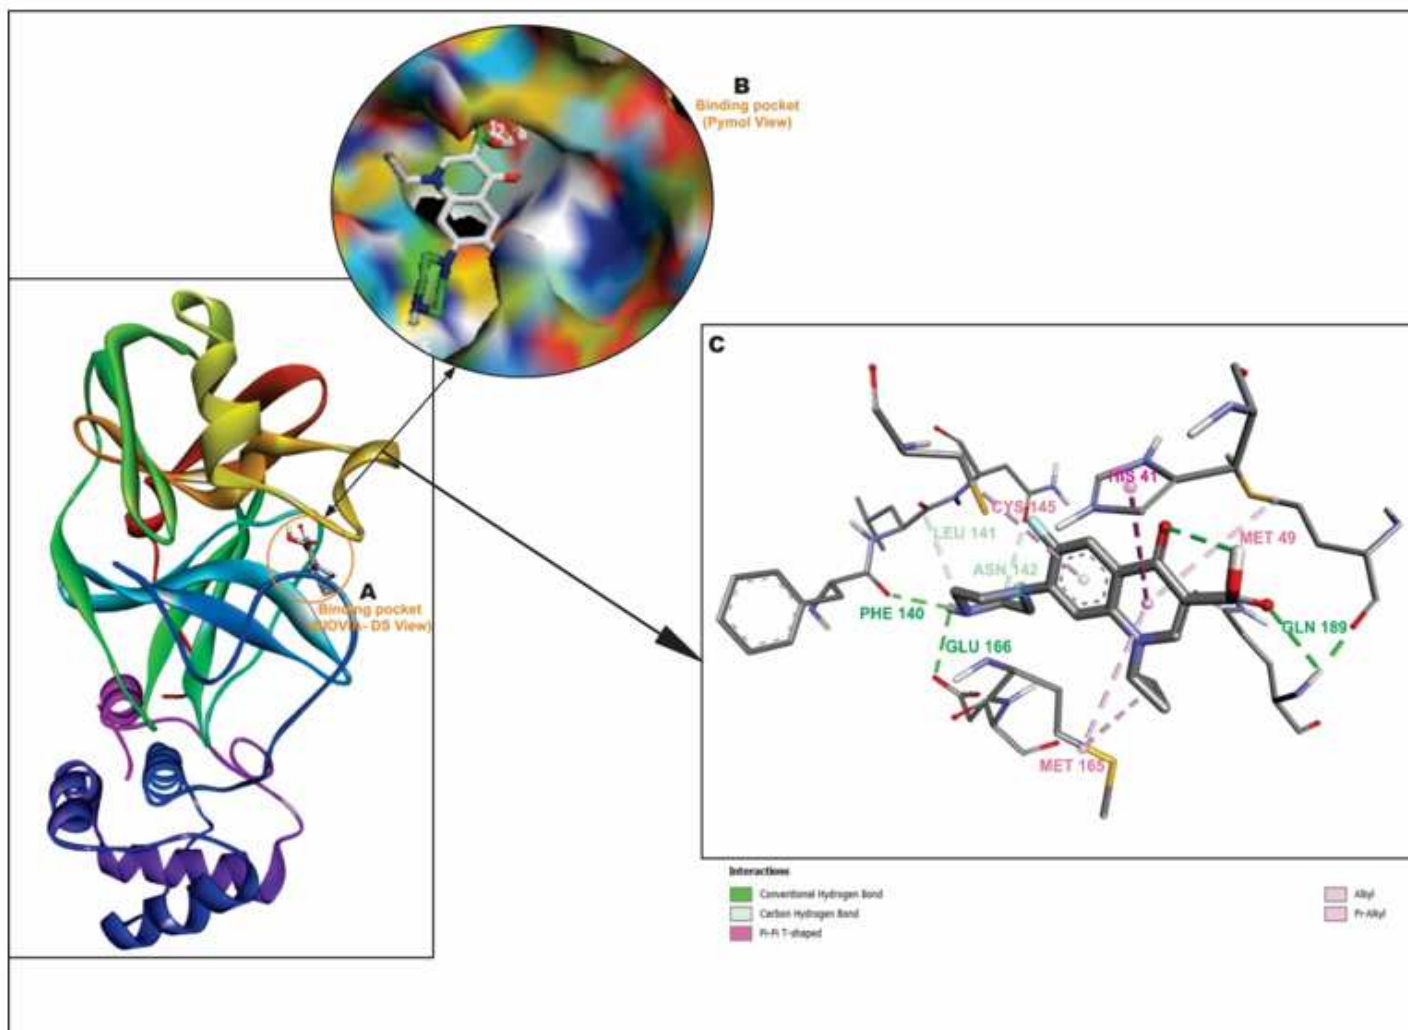 B
Binding pocket
(Pymol View)
A
Binding pocket
DS View)
C
HIS 41
CYS 145
LEU 141
MET 49
ASN 142
PHE 140
GLN 189
GLU 166
MET 165
Interactions
Conventional Hydrogen Bond
Carbon Hydrogen Bond
Pi-Pi T-shaped
Alkyl
Pi-Alkyl